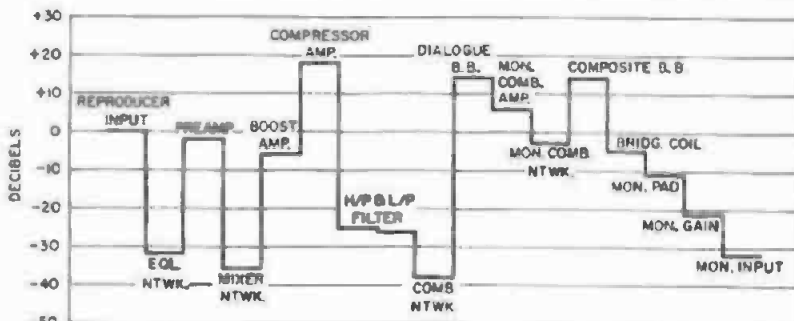 +30
+20
+10
0
-10
-20
-30
-40
-50
DECIBELS
REPRODUCER
INPUT
EQL.
NTWK.
PREAMP.
MIXER
NTWK.
BOOST
AMP.
COMPRESSOR
AMP.
H/P & L/P
FILTER
COMB
NTWK
DIALOGUE
B.B.
MON.
COMB.
AMP.
MON. COMB.
NTWK.
COMPOSITE B.B
BRIDG. COIL
MON. PAD
MON. GAIN
MON. INPUT